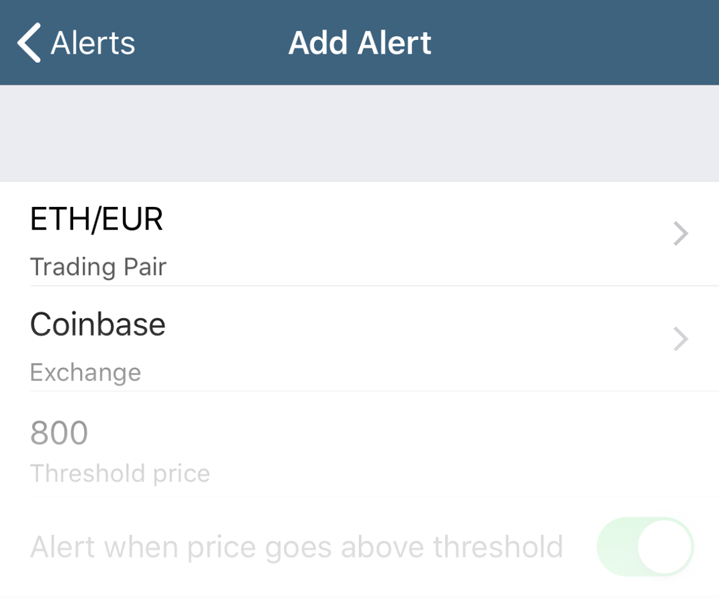 Alerts
Add Alert
ETH/EUR
Trading Pair
Coinbase
Exchange
800
Threshold price
Alert when price goes above threshold